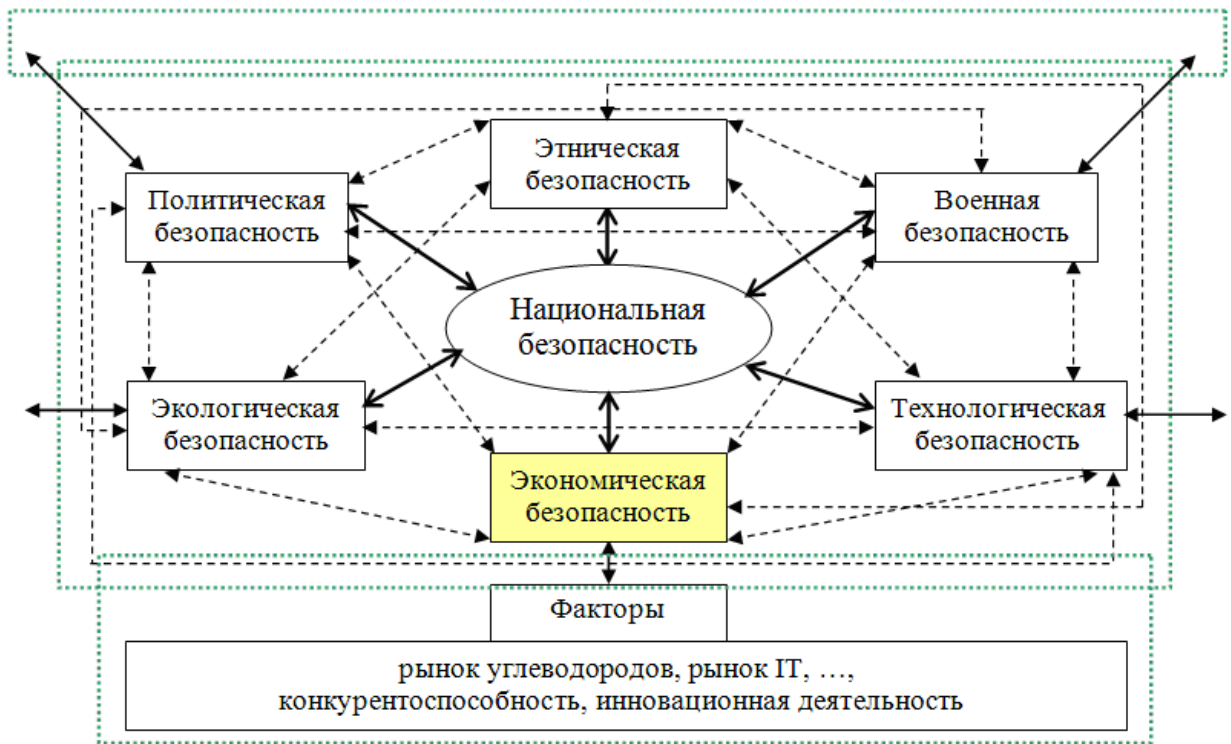 Этническая
безопасность
Политическая
безопасность
Военная
безопасность
Национальная
безопасность
Экологическая
безопасность
Технологическая
безопасность
Экономическая
безопасность
Факторы
рынок углеводородов, рынок IT, …,
конкурентоспособность, инновационная деятельность